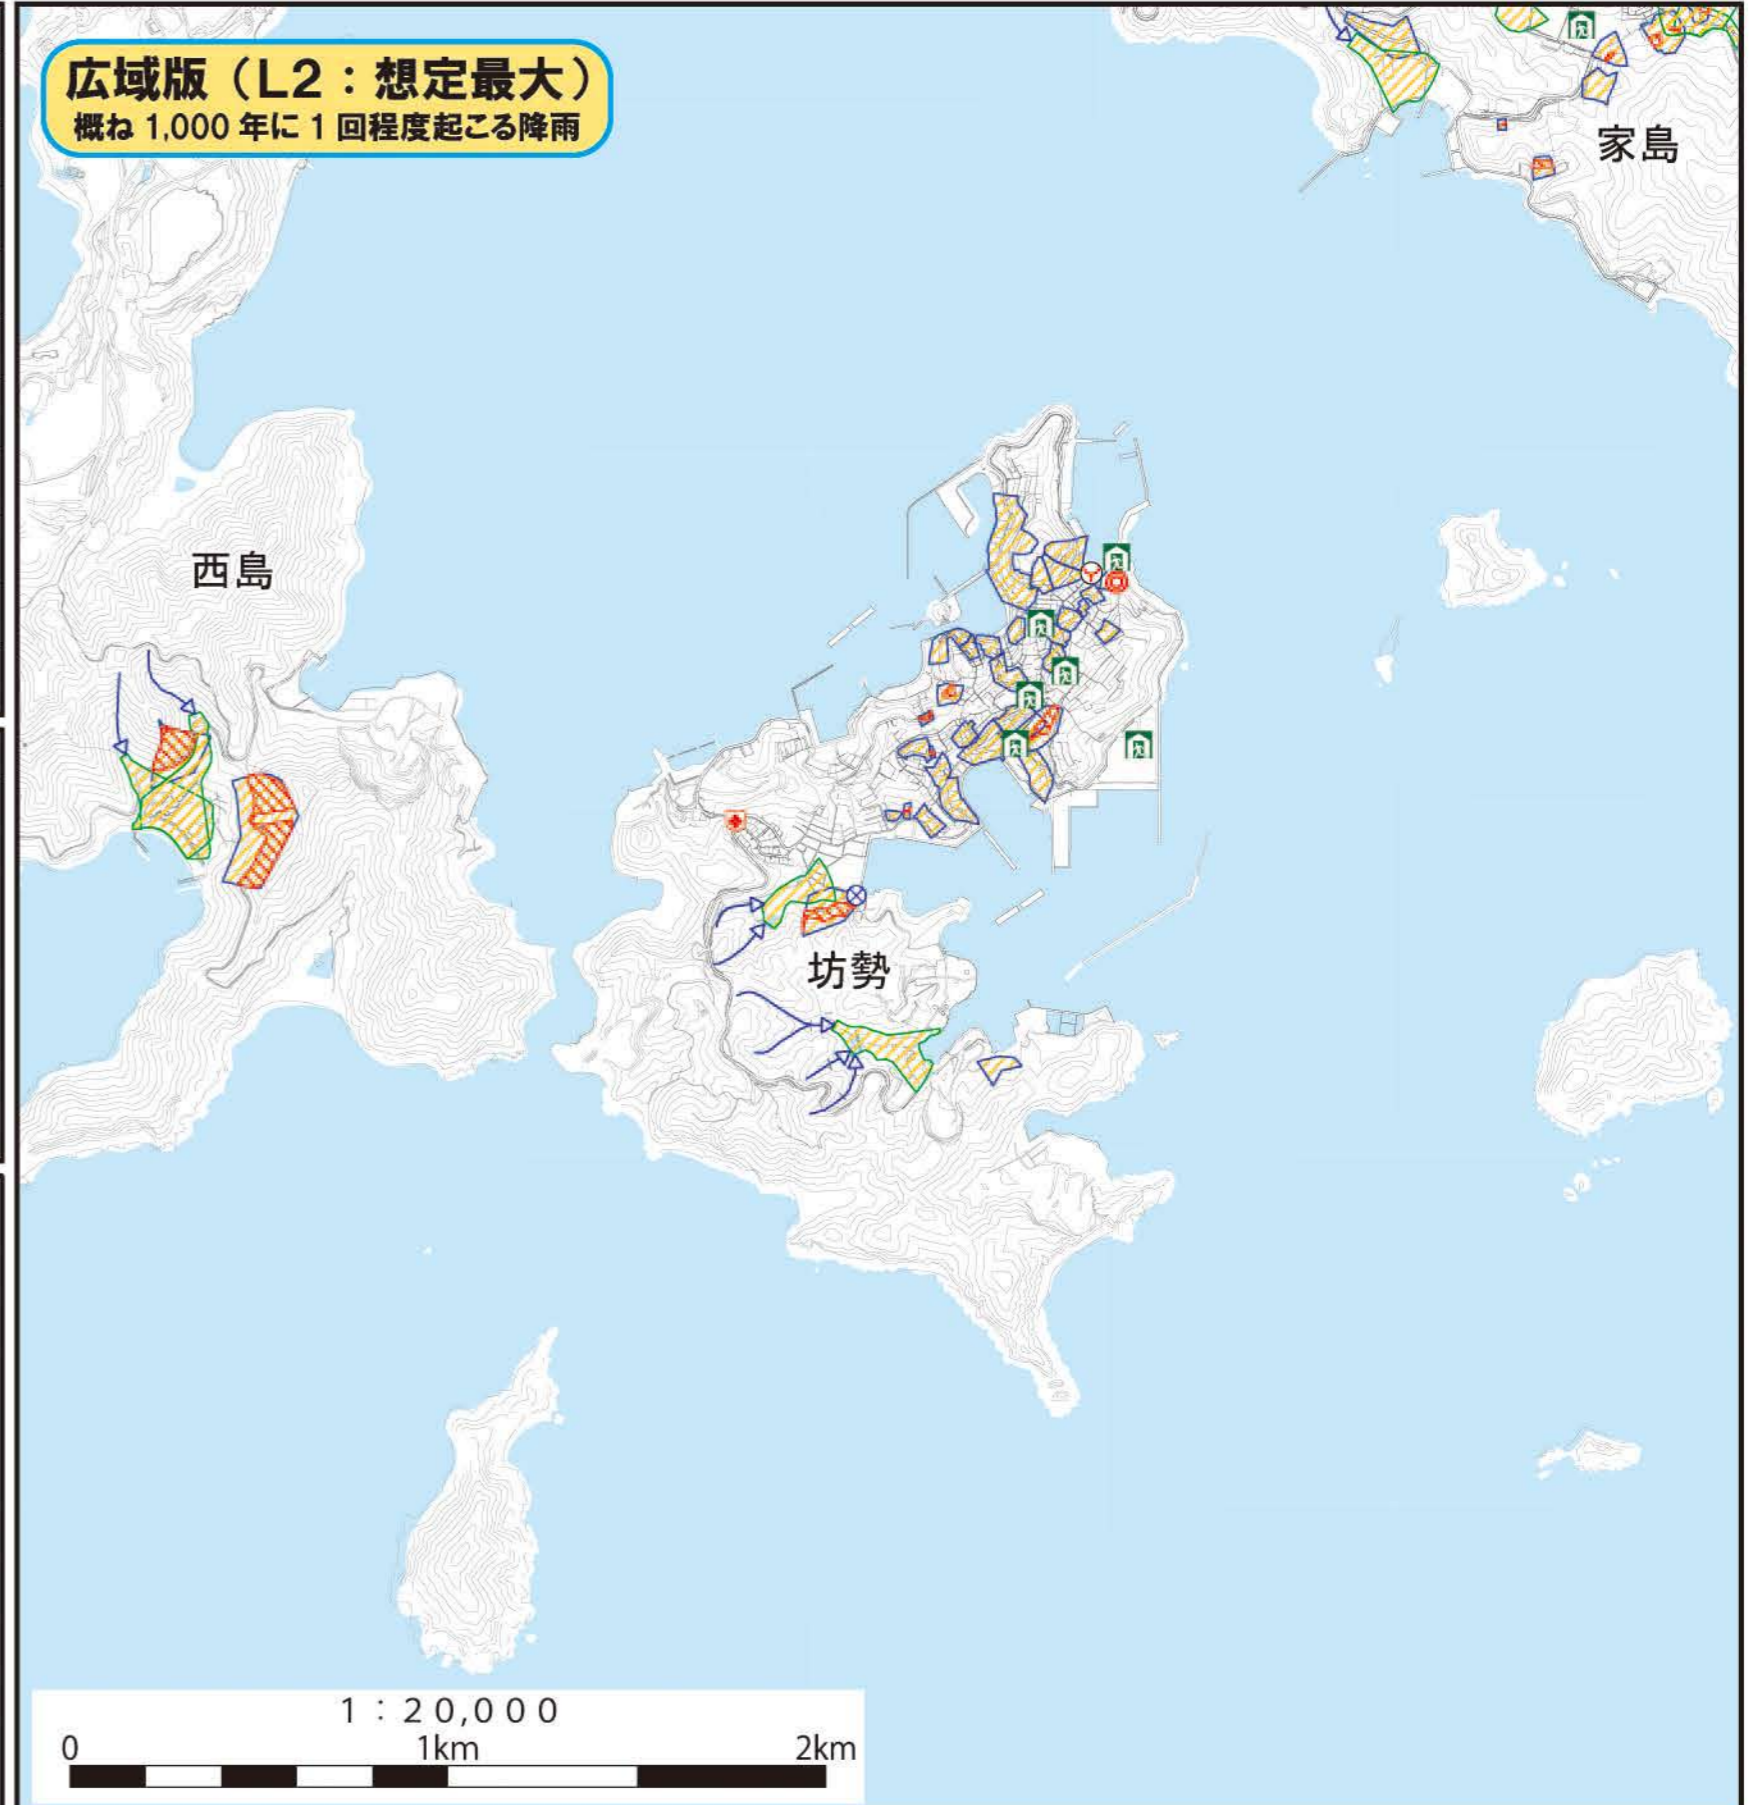 広域版（L2：想定最大）
概ね 1,000 年に 1 回程度起こる降雨
家島
西島
坊勢
1：20,000
0 1km 2km